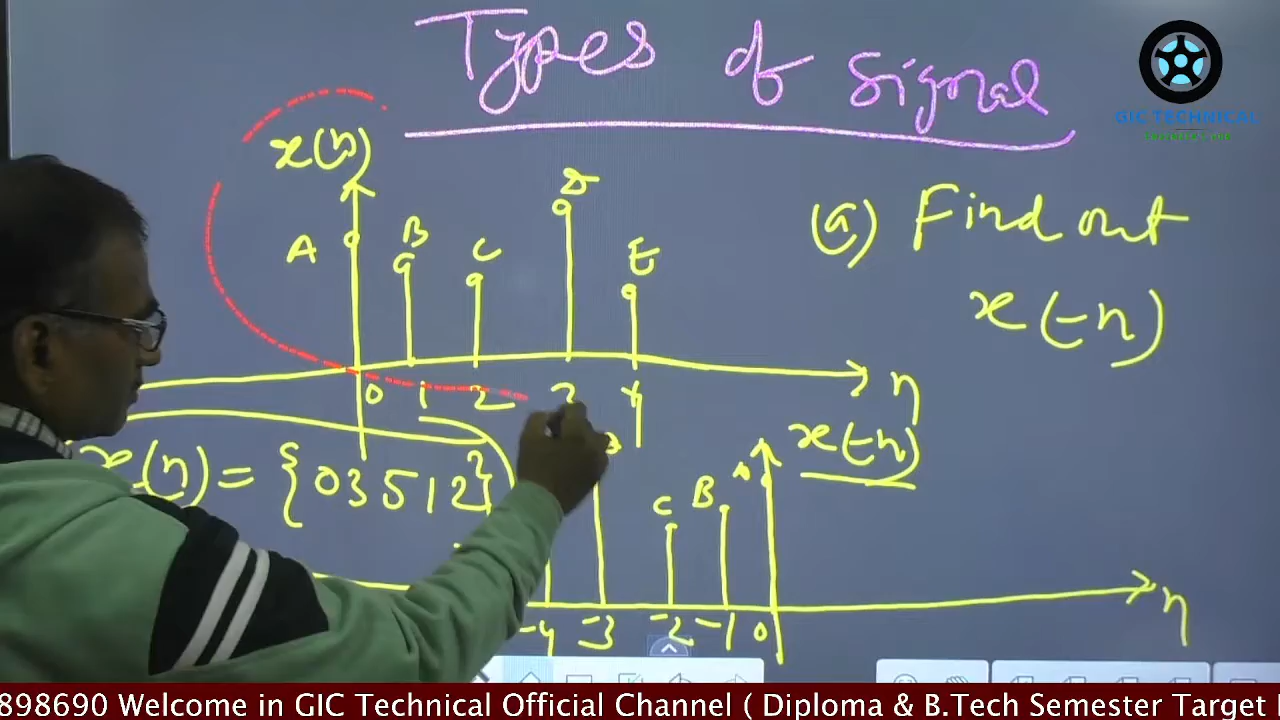 Types of Signal
GIC TECHNICAL
x(n)
A B C D E
(a) Find out
x(-n)
0 1 2 3 4 n
x(n) = {0 3 5 1 2}
x(-n)
C B A
-4 -3 -2 -1 0 n
898690 Welcome in GIC Technical Official Channel ( Diploma & B.Tech Semester Target